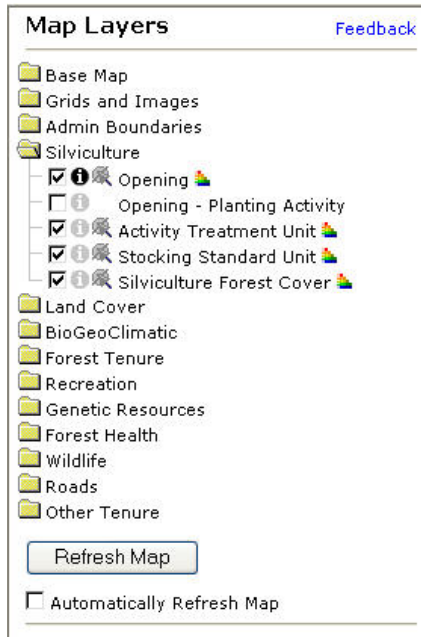 Map Layers Feedback
Base Map
Grids and Images
Admin Boundaries
Silviculture
Opening
Opening - Planting Activity
Activity Treatment Unit
Stocking Standard Unit
Silviculture Forest Cover
Land Cover
BioGeoClimatic
Forest Tenure
Recreation
Genetic Resources
Forest Health
Wildlife
Roads
Other Tenure
Refresh Map
Automatically Refresh Map